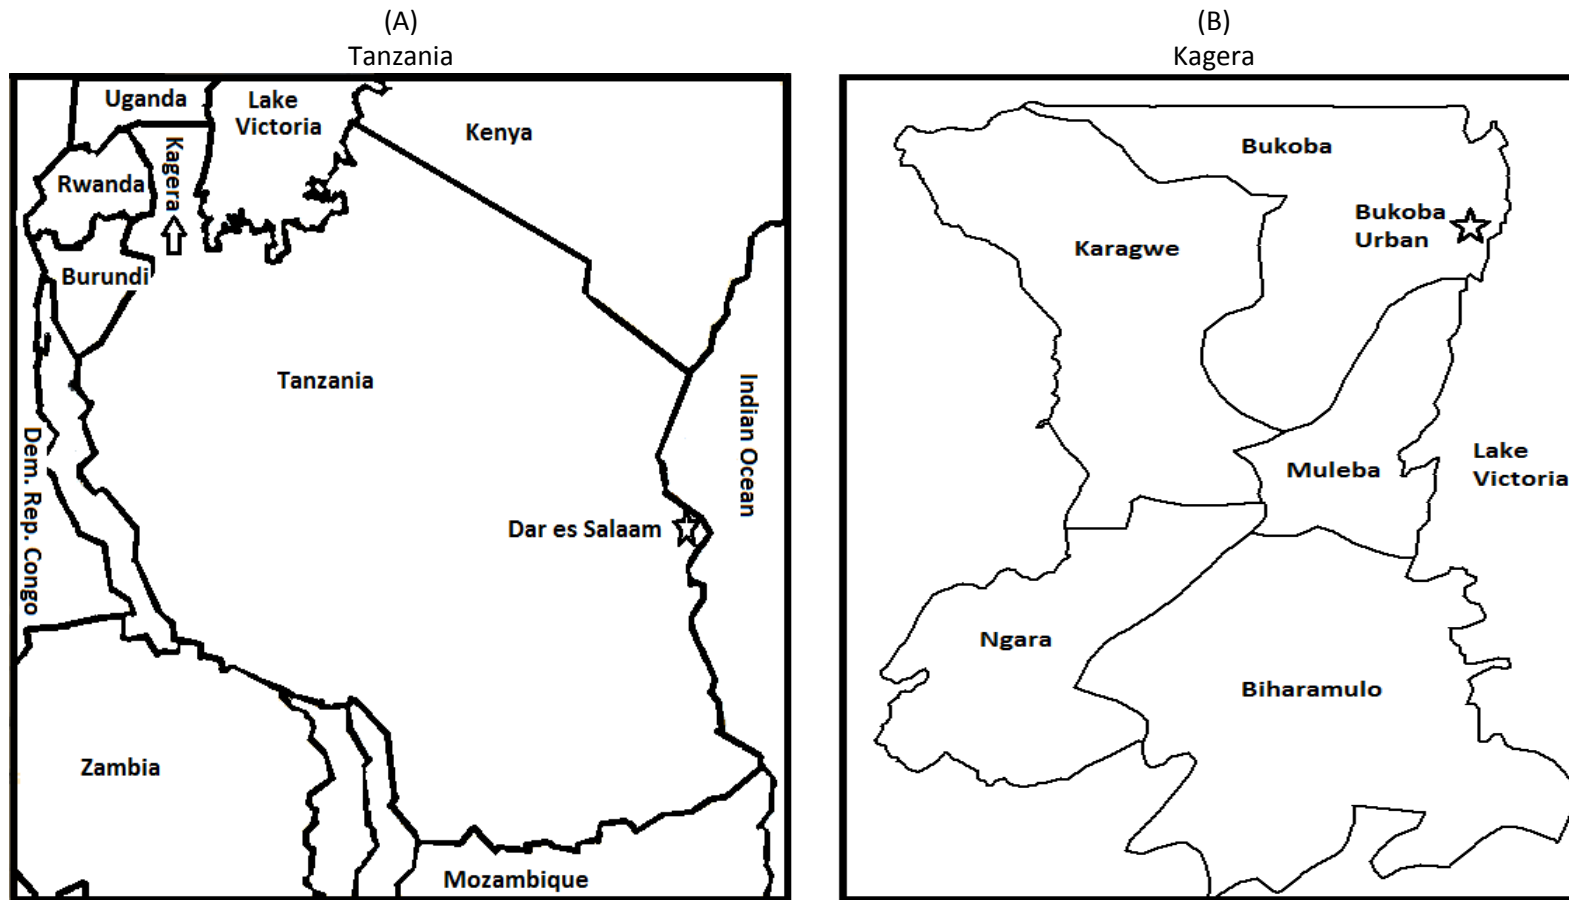 (A)
Tanzania
Uganda
Lake
Victoria
Kenya
Kagera
Rwanda
Burundi
Tanzania
Indian Ocean
Dem. Rep. Congo
Dar es Salaam
Zambia
Mozambique
(B)
Kagera
Bukoba
Bukoba
Urban
Karagwe
Muleba
Lake
Victoria
Ngara
Biharamulo